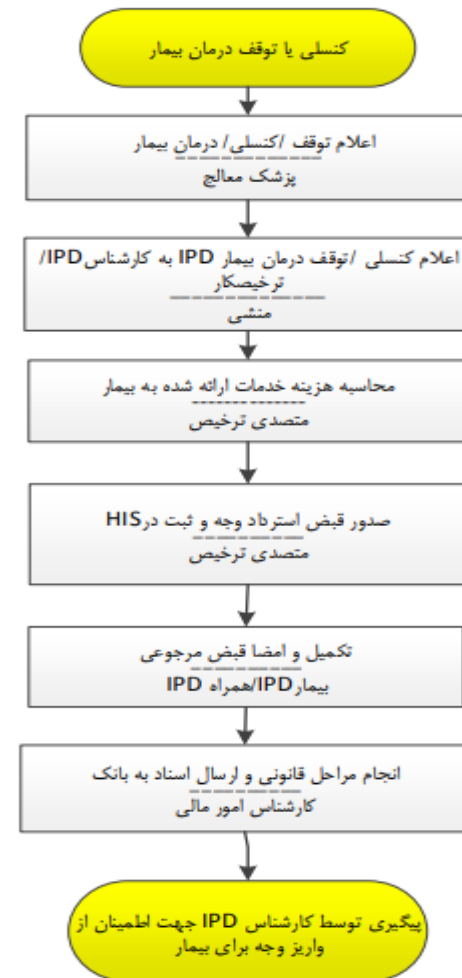 کنسلی یا توقف درمان بیمار
اعلام توقف /کنسلی/ درمان بیمار
پزشک معالج
اعلام کنسلی /توقف درمان بیمار IPD به کارشناسIPD/
ترخیصکار
منشی
محاسبه هزینه خدمات ارائه شده به بیمار
متصدی ترخیص
صدور قبض استرداد وجه و ثبت درHIS
متصدی ترخیص
تکمیل و امضا قبض مرجوعی
بیمارIPD/همراه IPD
انجام مراحل قانونی و ارسال اسناد به بانک
کارشناس امور مالی
پیگیری توسط کارشناس IPD جهت اطمینان از
واریز وجه برای بیمار